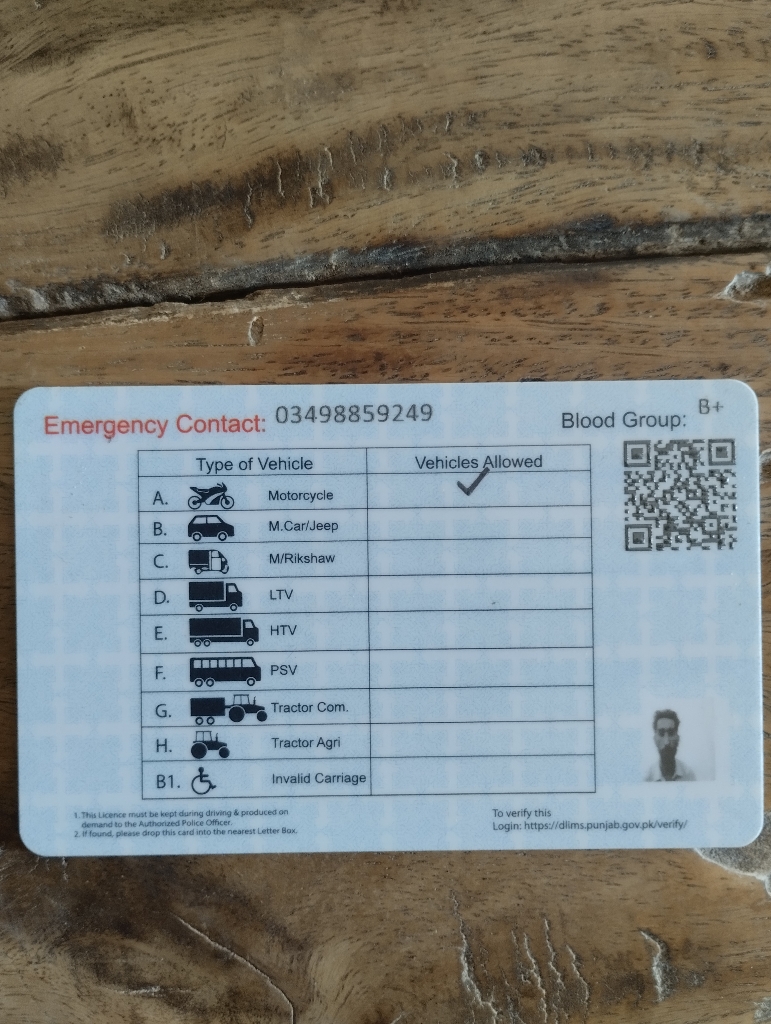 Emergency Contact: 03498859249
Blood Group: B+
Type of Vehicle Vehicles Allowed
A. Motorcycle ✓
B. M.Car/Jeep
C. M/Rikshaw
D. LTV
E. HTV
F. PSV
G. Tractor Com.
H. Tractor Agri
B1. Invalid Carriage
1. This Licence must be kept during driving & produced on
demand to the Authorized Police Officer.
2. If found, please drop this card into the nearest Letter Box.
To verify this
Login: https://dlims.punjab.gov.pk/verify/